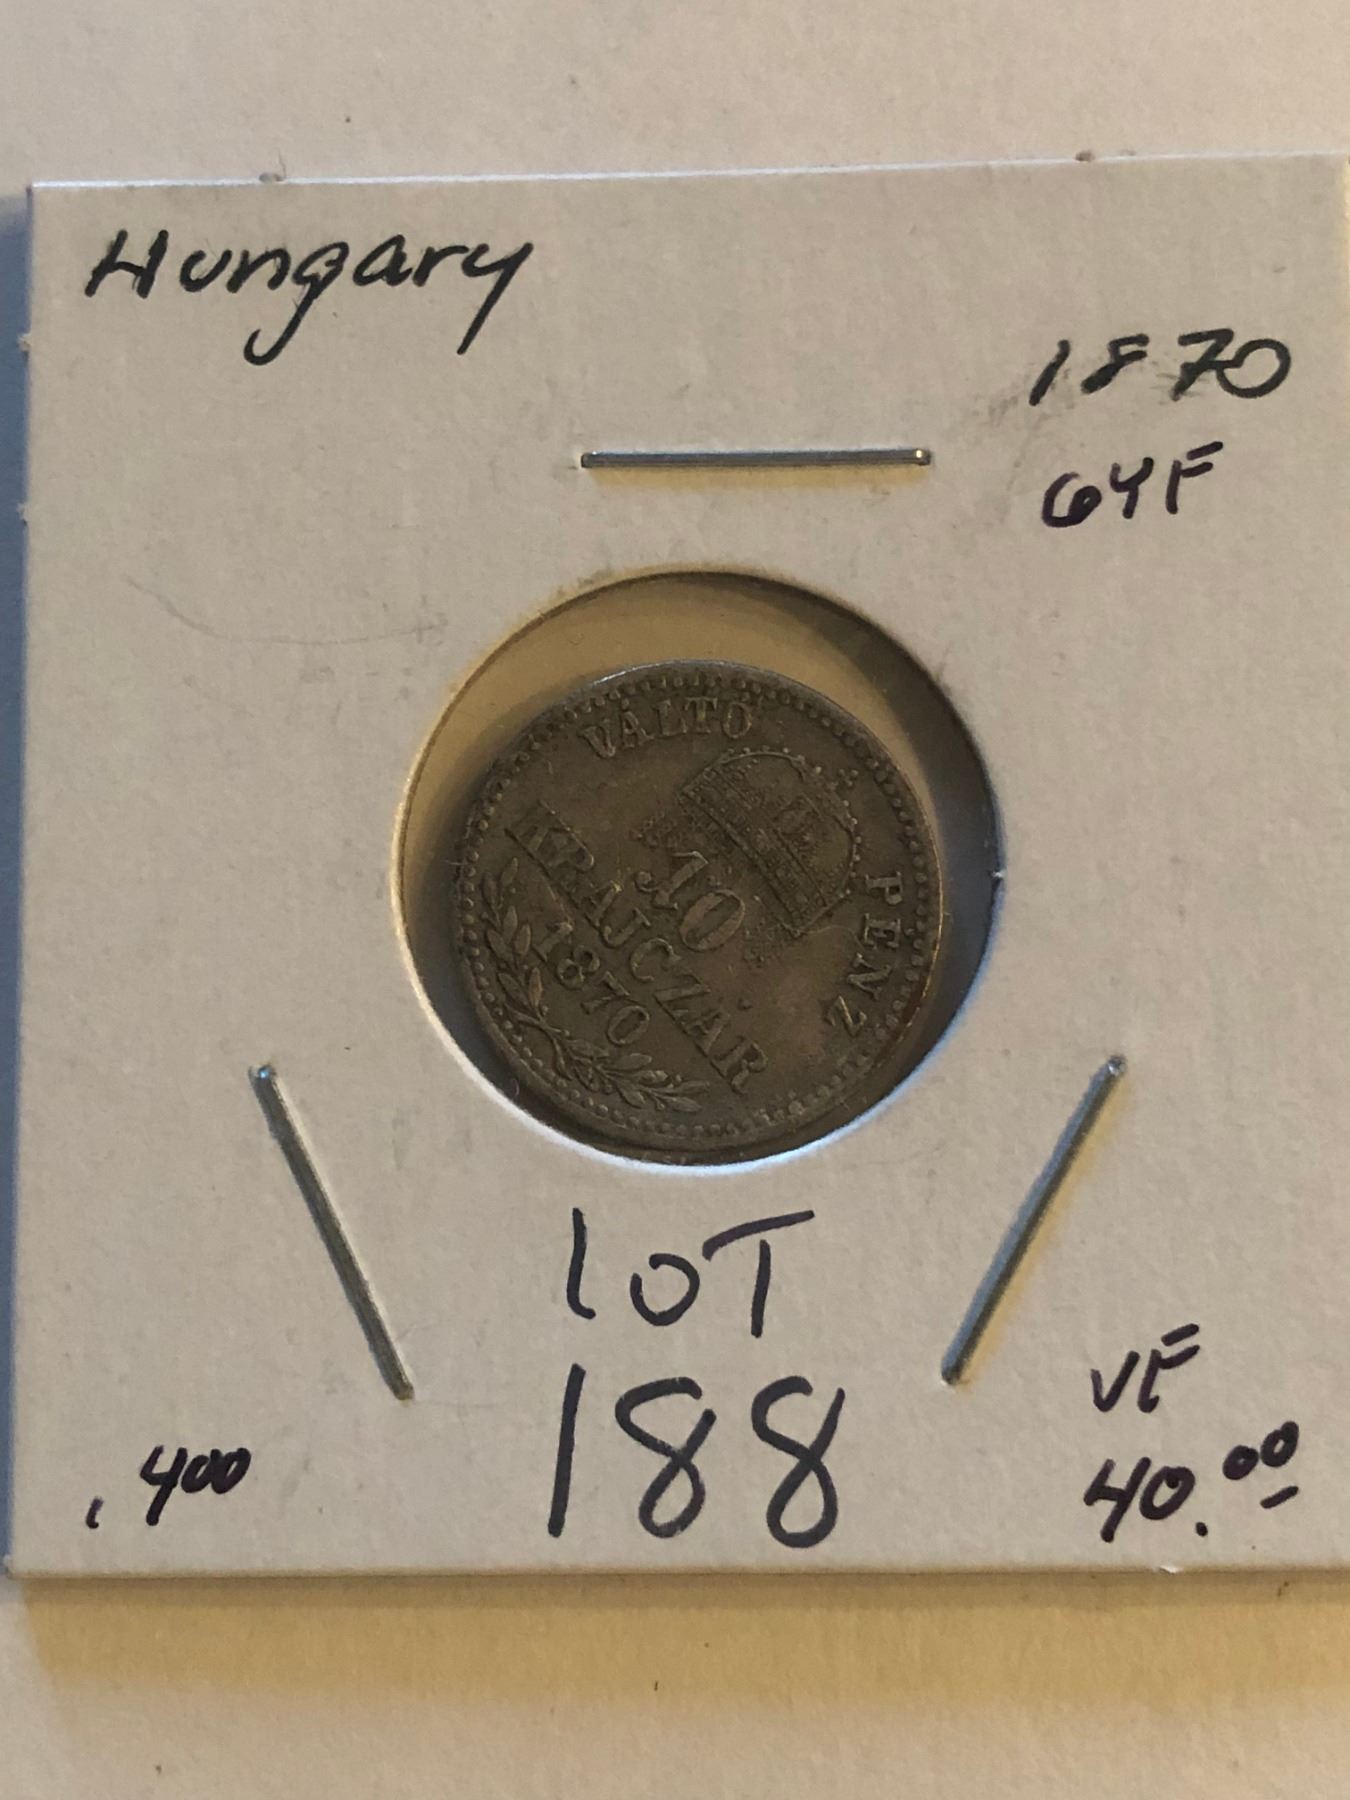 Hungary
1870
GYF
VÁLTÓ PÉNZ
10
KRAJCZÁR
1870
LOT
188
.400
VF
40.00